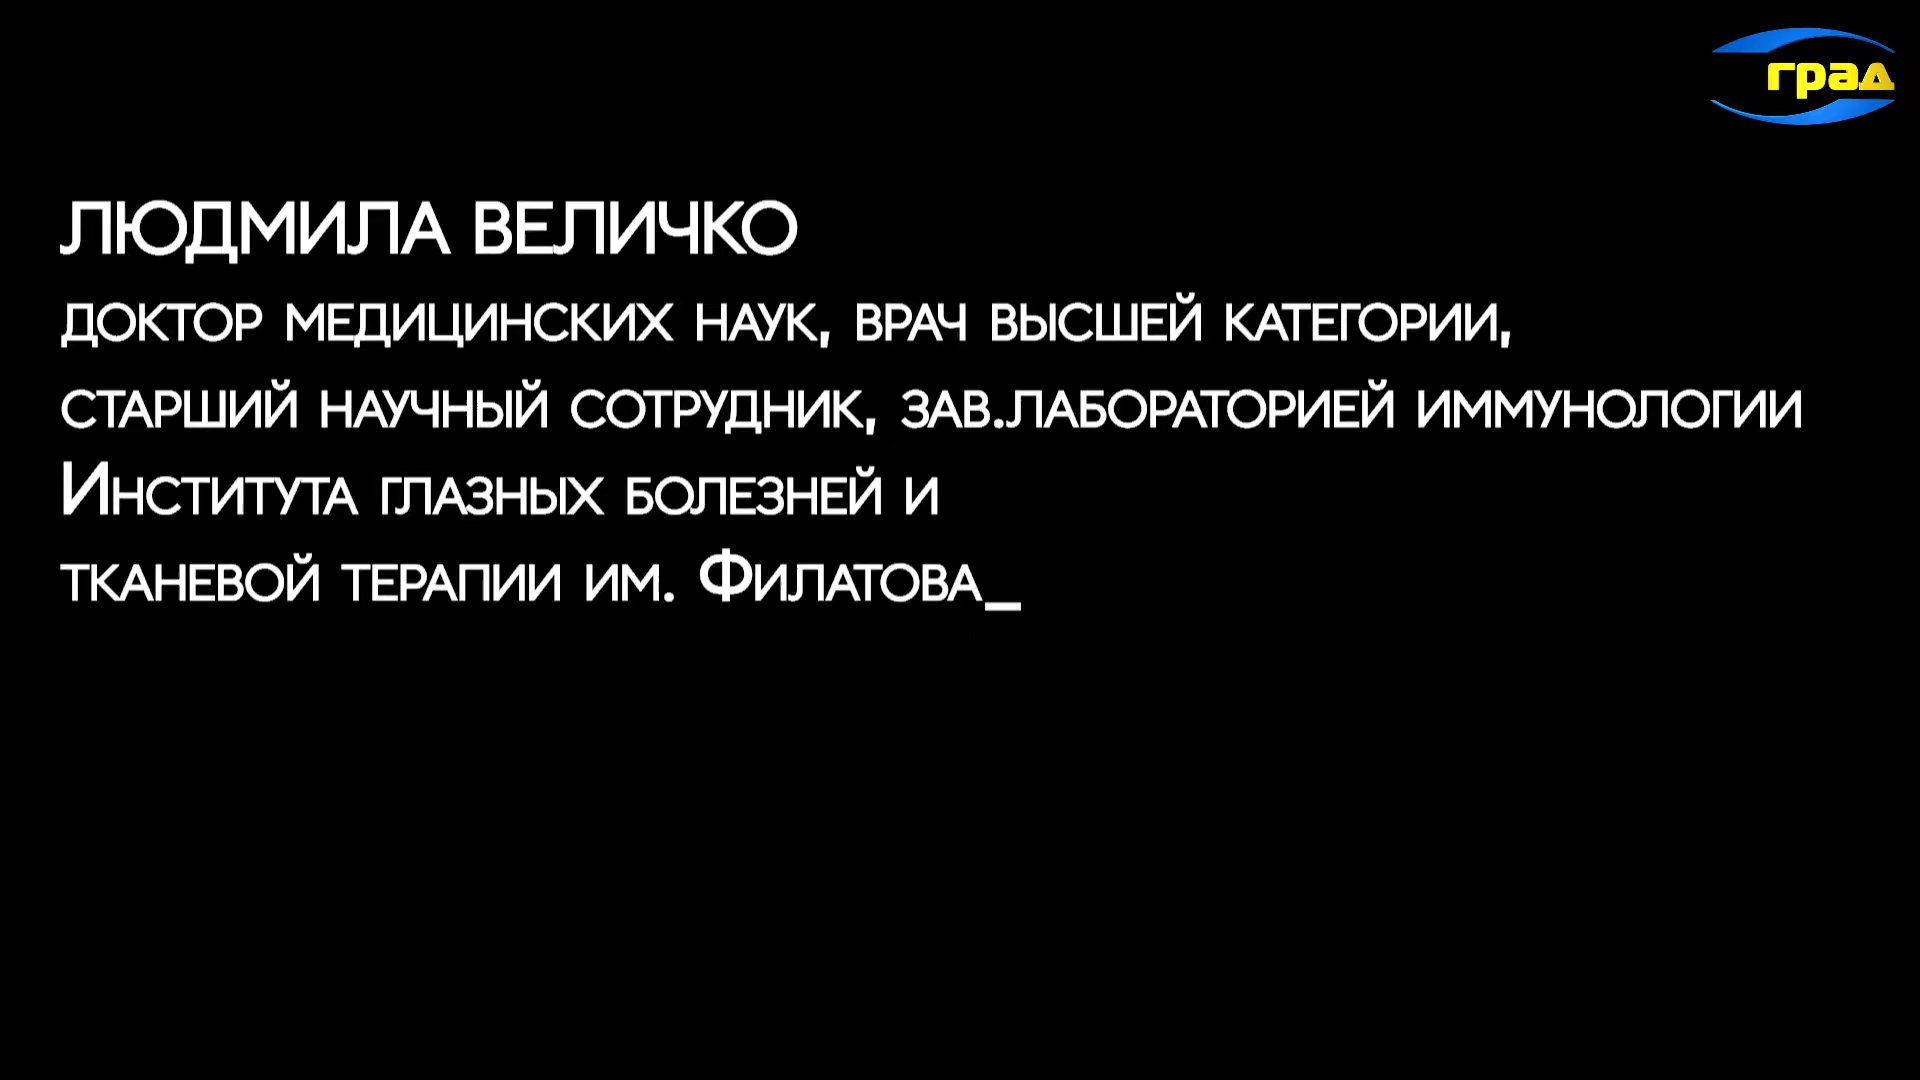 град
ЛЮДМИЛА ВЕЛИЧКО
ДОКТОР МЕДИЦИНСКИХ НАУК, ВРАЧ ВЫСШЕЙ КАТЕГОРИИ,
СТАРШИЙ НАУЧНЫЙ СОТРУДНИК, ЗАВ.ЛАБОРАТОРИЕЙ ИММУНОЛОГИИ
ИНСТИТУТА ГЛАЗНЫХ БОЛЕЗНЕЙ И
ТКАНЕВОЙ ТЕРАПИИ ИМ. ФИЛАТОВА_